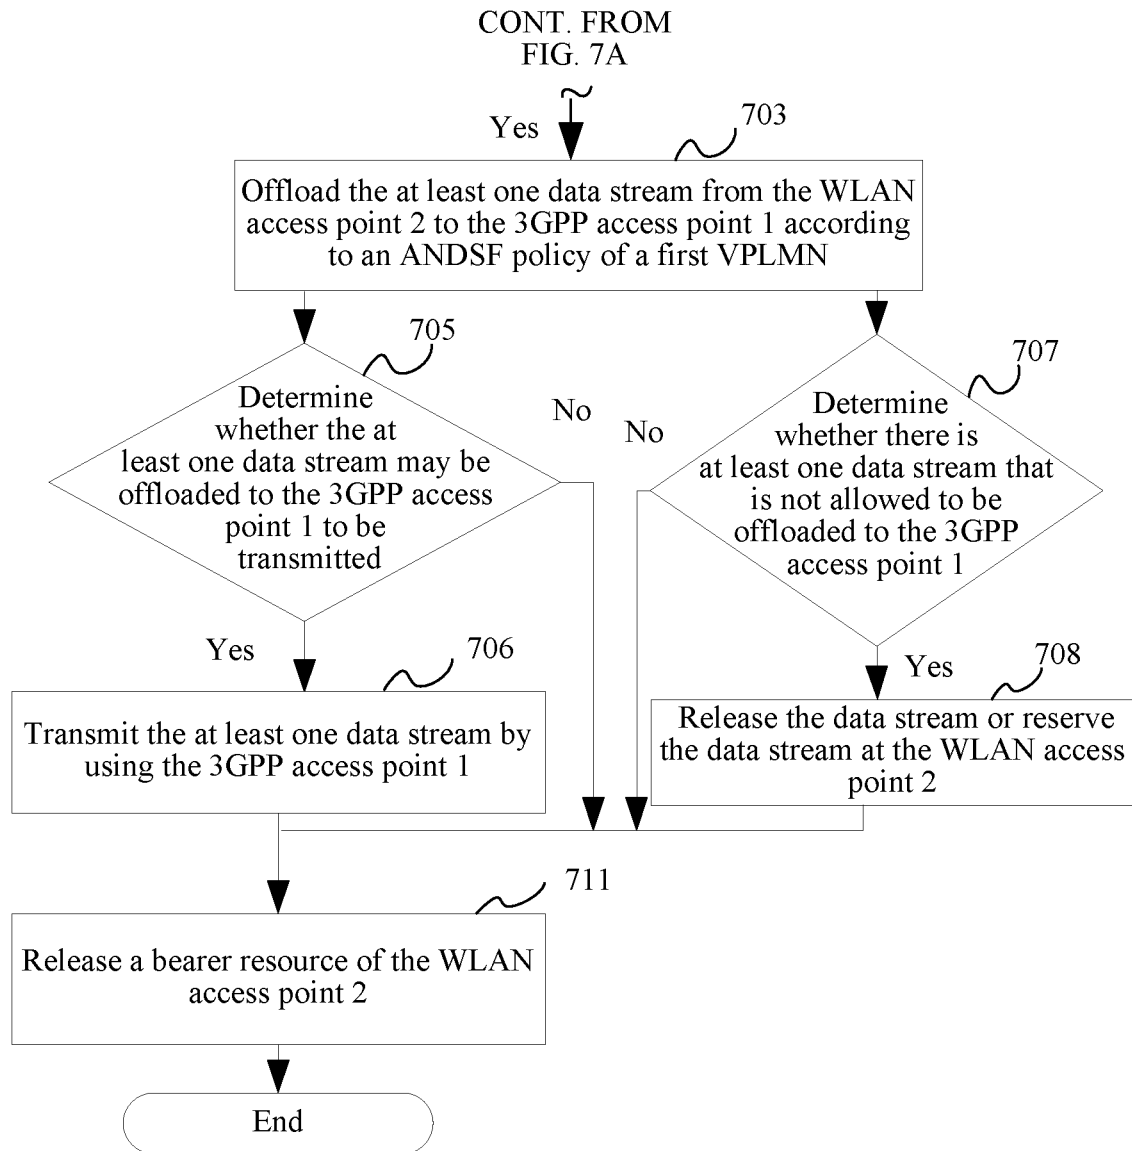 CONT. FROM
FIG. 7A
Yes
703
Offload the at least one data stream from the WLAN
access point 2 to the 3GPP access point 1 according
to an ANDSF policy of a first VPLMN
705
Determine
whether the at
least one data stream may be
offloaded to the 3GPP access
point 1 to be
transmitted
No
No
707
Determine
whether there is
at least one data stream that
is not allowed to be
offloaded to the 3GPP
access point 1
Yes
706
Transmit the at least one data stream by
using the 3GPP access point 1
Yes
708
Release the data stream or reserve
the data stream at the WLAN access
point 2
711
Release a bearer resource of the WLAN
access point 2
End